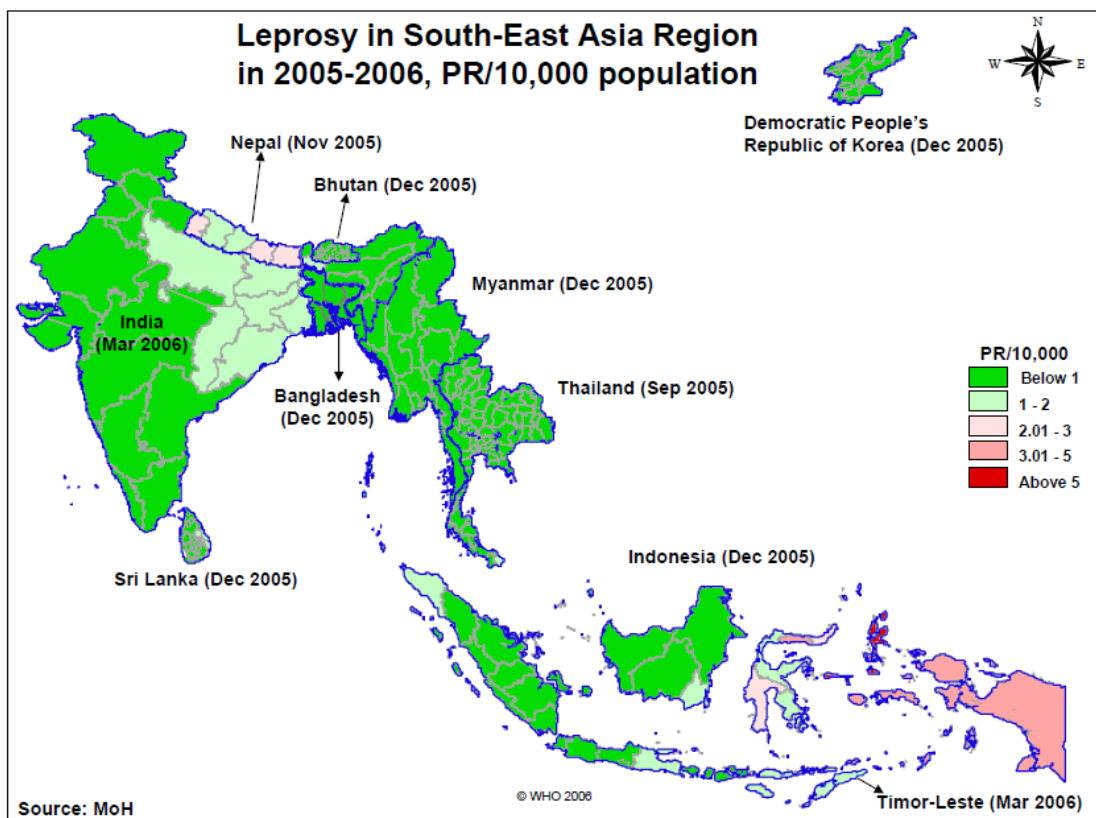 Leprosy in South-East Asia Region
in 2005-2006, PR/10,000 population
N
W
E
S
Democratic People's
Republic of Korea (Dec 2005)
Nepal (Nov 2005)
Bhutan (Dec 2005)
Myanmar (Dec 2005)
India
(Mar 2006)
Bangladesh
(Dec 2005)
Thailand (Sep 2005)
PR/10,000
Below 1
1 - 2
2.01 - 3
3.01 - 5
Above 5
Sri Lanka (Dec 2005)
Indonesia (Dec 2005)
Timor-Leste (Mar 2006)
© WHO 2006
Source: MoH